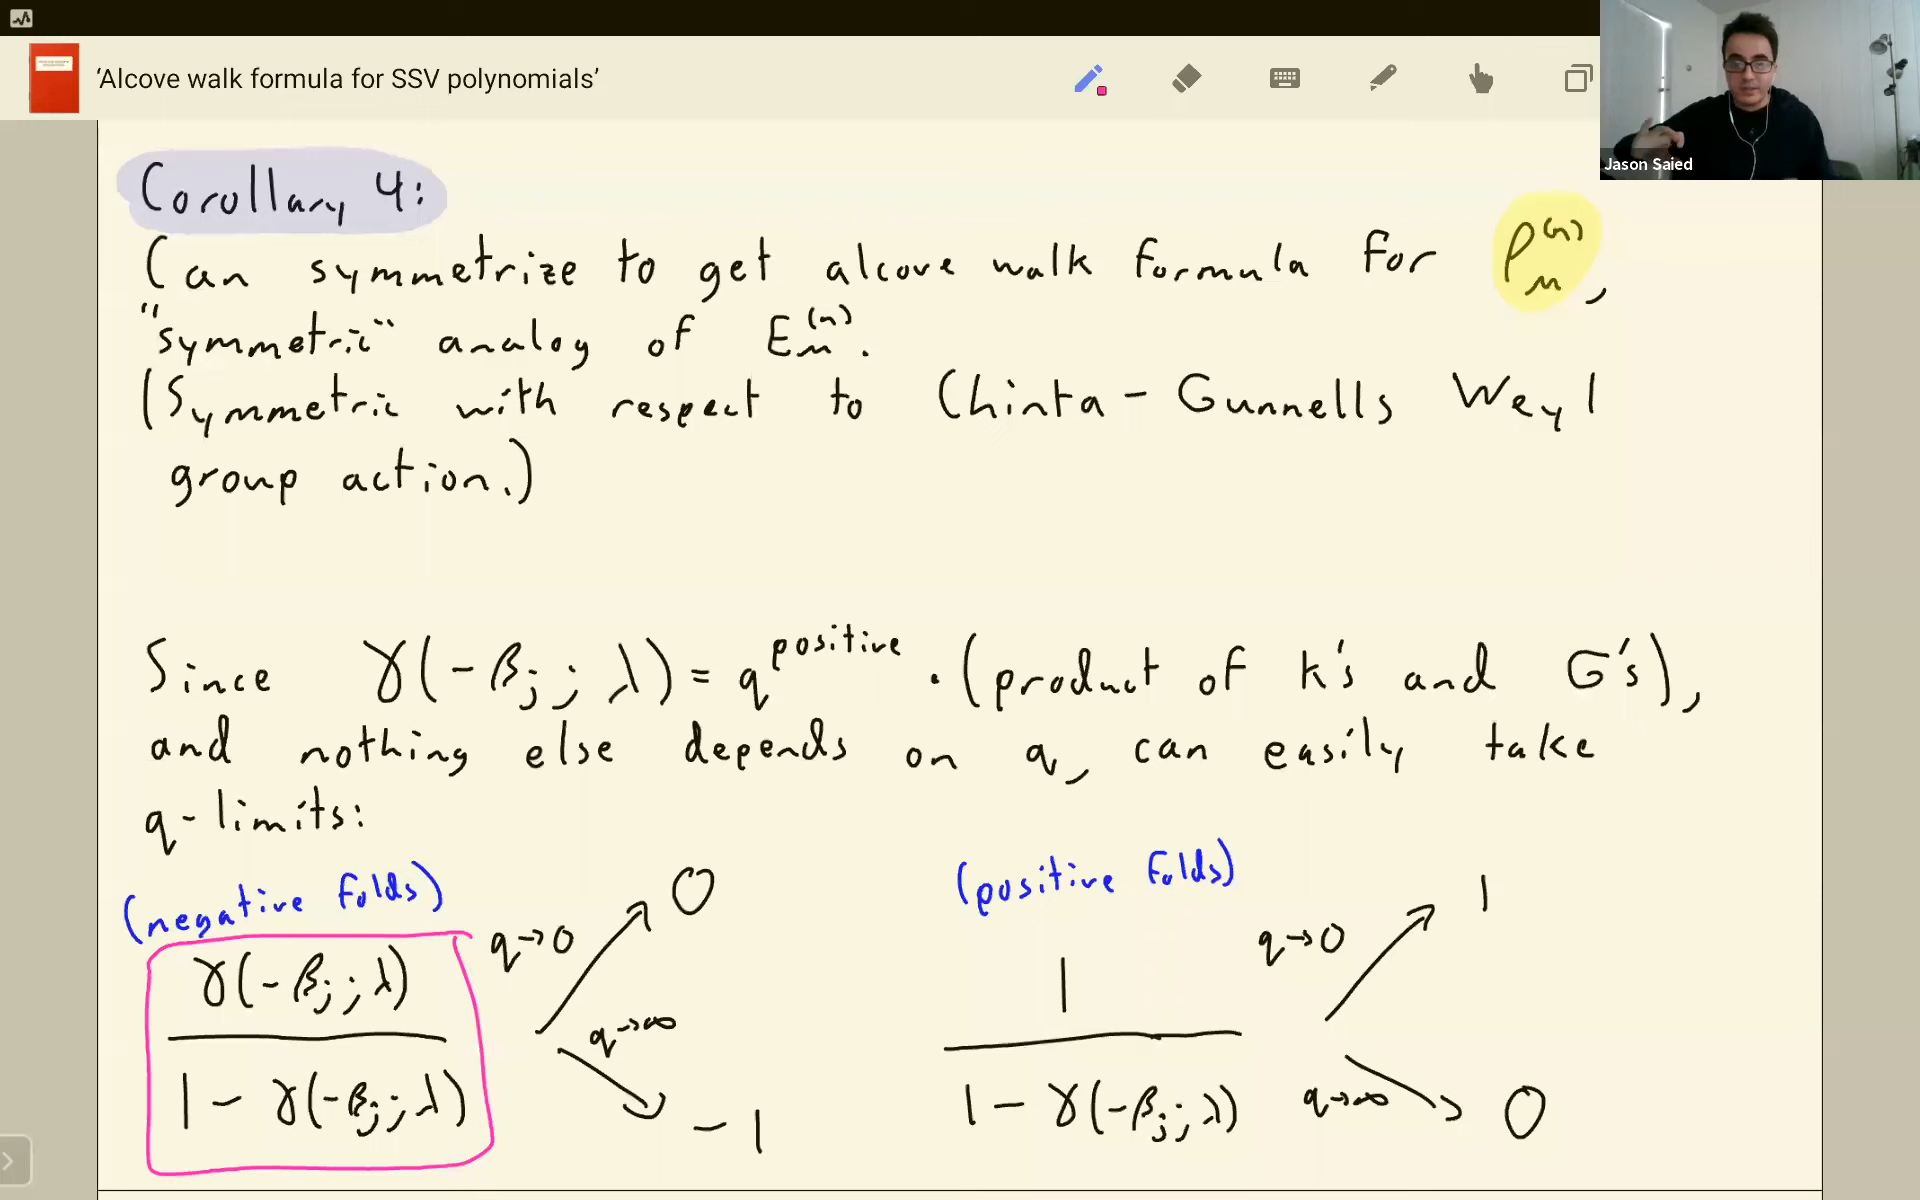 ‘Alcove walk formula for SSV polynomials’
Jason Saied
Corollary 4:
Can symmetrize to get alcove walk formula for P_μ^(n),
"symmetric" analog of E_μ^(n).
(Symmetric with respect to Chinta-Gunnells Weyl
group action.)
Since γ(-β_j; λ) = q^positive · (product of k's and G's),
and nothing else depends on q, can easily take
q-limits:
(negative folds)
γ(-β_j; λ)
1 - γ(-β_j; λ)
q→0
0
q→∞
-1
(positive folds)
1
1 - γ(-β_j; λ)
q→0
1
q→∞
0